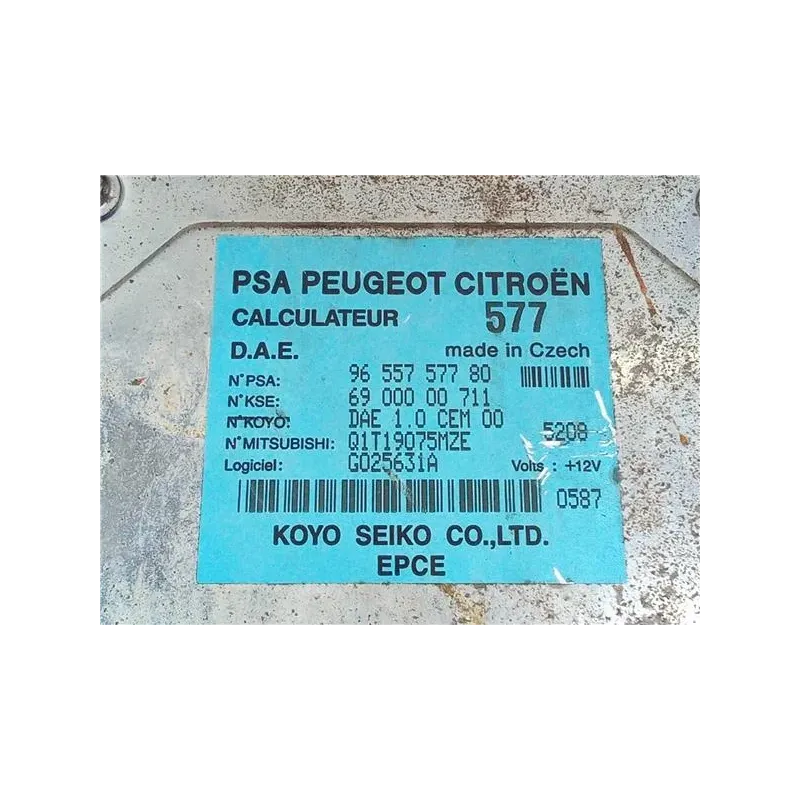 PSA PEUGEOT CITROËN
CALCULATEUR 577
D.A.E. made in Czech
N°PSA: 96 557 577 80
N°KSE: 69 000 00 711
N°KOYO: DAE 1.0 CEM 00
N°MITSUBISHI: Q1T19075MZE 5208
Logiciel: G025631A Volts : +12V
0587
KOYO SEIKO CO.,LTD.
EPCE